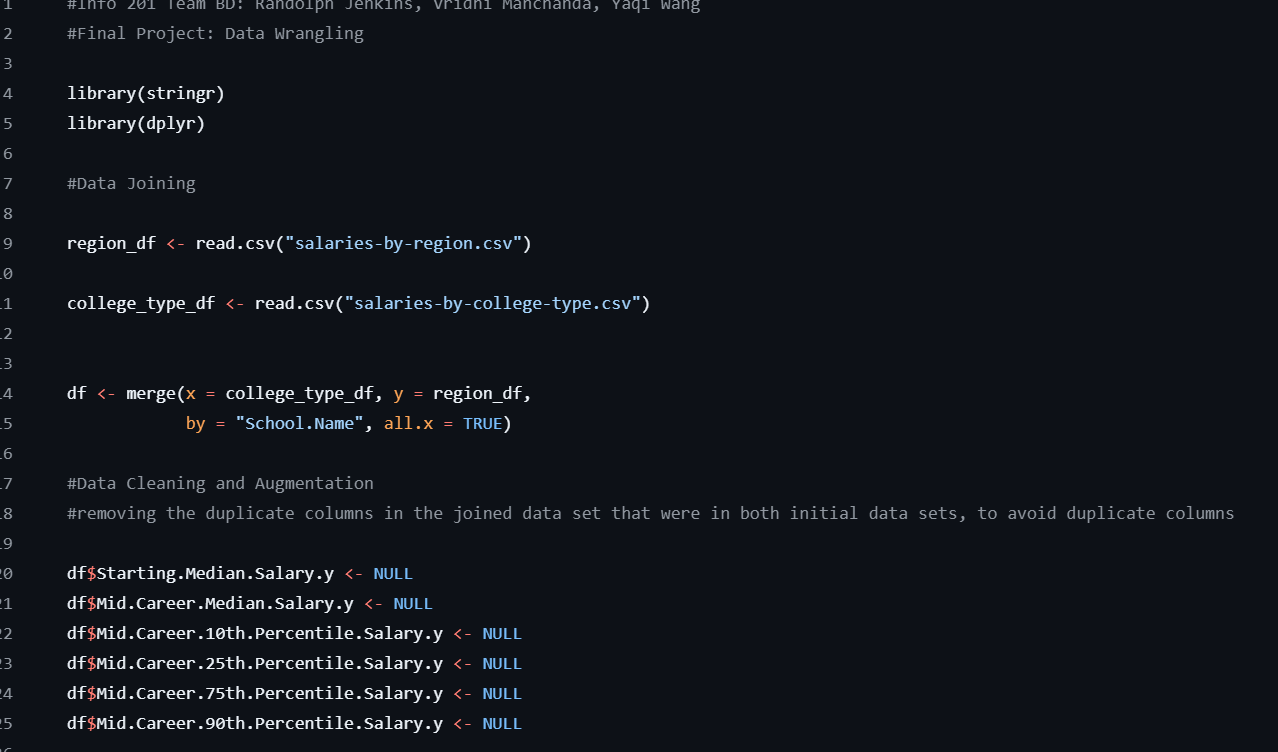 1 #Info 201 Team BD: Randolph Jenkins, Vridhi Manchanda, Yaqi Wang
2 #Final Project: Data Wrangling
3
4 library(stringr)
5 library(dplyr)
6
7 #Data Joining
8
9 region_df <- read.csv("salaries-by-region.csv")
10
11 college_type_df <- read.csv("salaries-by-college-type.csv")
12
13
14 df <- merge(x = college_type_df, y = region_df,
15 by = "School.Name", all.x = TRUE)
16
17 #Data Cleaning and Augmentation
18 #removing the duplicate columns in the joined data set that were in both initial data sets, to avoid duplicate columns
19
20 df$Starting.Median.Salary.y <- NULL
21 df$Mid.Career.Median.Salary.y <- NULL
22 df$Mid.Career.10th.Percentile.Salary.y <- NULL
23 df$Mid.Career.25th.Percentile.Salary.y <- NULL
24 df$Mid.Career.75th.Percentile.Salary.y <- NULL
25 df$Mid.Career.90th.Percentile.Salary.y <- NULL